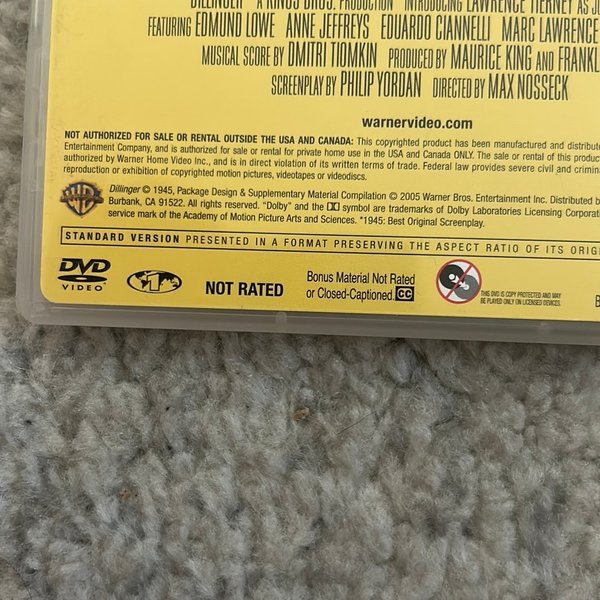 DILLINGER A KINGS BROS. PRODUCTION INTRODUCING LAWRENCE TIERNEY AS
FEATURING EDMUND LOWE ANNE JEFFREYS EDUARDO CIANNELLI MARC LAWRENCE
MUSICAL SCORE BY DMITRI TIOMKIN PRODUCED BY MAURICE KING AND
SCREENPLAY BY PHILIP YORDAN DIRECTED BY MAX NOSSECK
warnervideo.com
NOT AUTHORIZED FOR SALE OR RENTAL OUTSIDE THE USA AND CANADA: This copyrighted product has been manufactured and
Entertainment Company, and is authorized for sale or rental for private home use in the USA and Canada ONLY. The sale or rental of this
authorized by Warner Home Video Inc., and is in direct violation of its written terms of trade. Federal law provides severe civil and
reproduction or exhibition of copyrighted motion pictures, videotapes or videodiscs.
WB
Dillinger © 1945, Package Design & Supplementary Material Compilation © 2005 Warner Bros. Entertainment Inc. Distributed
Burbank, CA 91522. All rights reserved. "Dolby" and the DD symbol are trademarks of Dolby Laboratories Licensing
service mark of the Academy of Motion Picture Arts and Sciences. *1945: Best Original Screenplay.
STANDARD VERSION PRESENTED IN A FORMAT PRESERVING THE ASPECT RATIO OF ITS
DVD
VIDEO
1
NOT RATED
Bonus Material Not Rated
or Closed-Captioned. CC
THIS DVD IS COPY PROTECTED AND MAY
BE PLAYED ONLY ON LICENSED DEVICES.